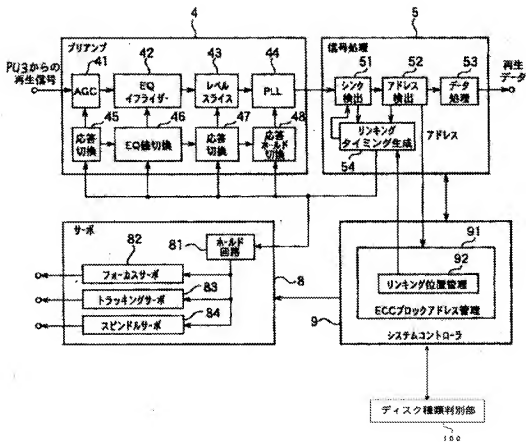 4
5
プリアンプ
信号処理
PU3からの
再生信号
41
42
43
44
51
52
53
再生
データ
AGC
EQ
イフライザー
レベル
スライス
PLL
シンク
検出
アドレス
検出
データ
処理
45
46
47
48
応答
切換
EQ値切換
応答
切換
応答
ホールド
切換
リンキング
タイミング生成
アドレス
54
サーボ
81
ホールド
回路
82
フォーカスサーボ
83
トラッキングサーボ
84
スピンドルサーボ
8
91
92
リンキング位置管理
ECCブロックアドレス管理
9
システムコントローラ
ディスク種類判別部